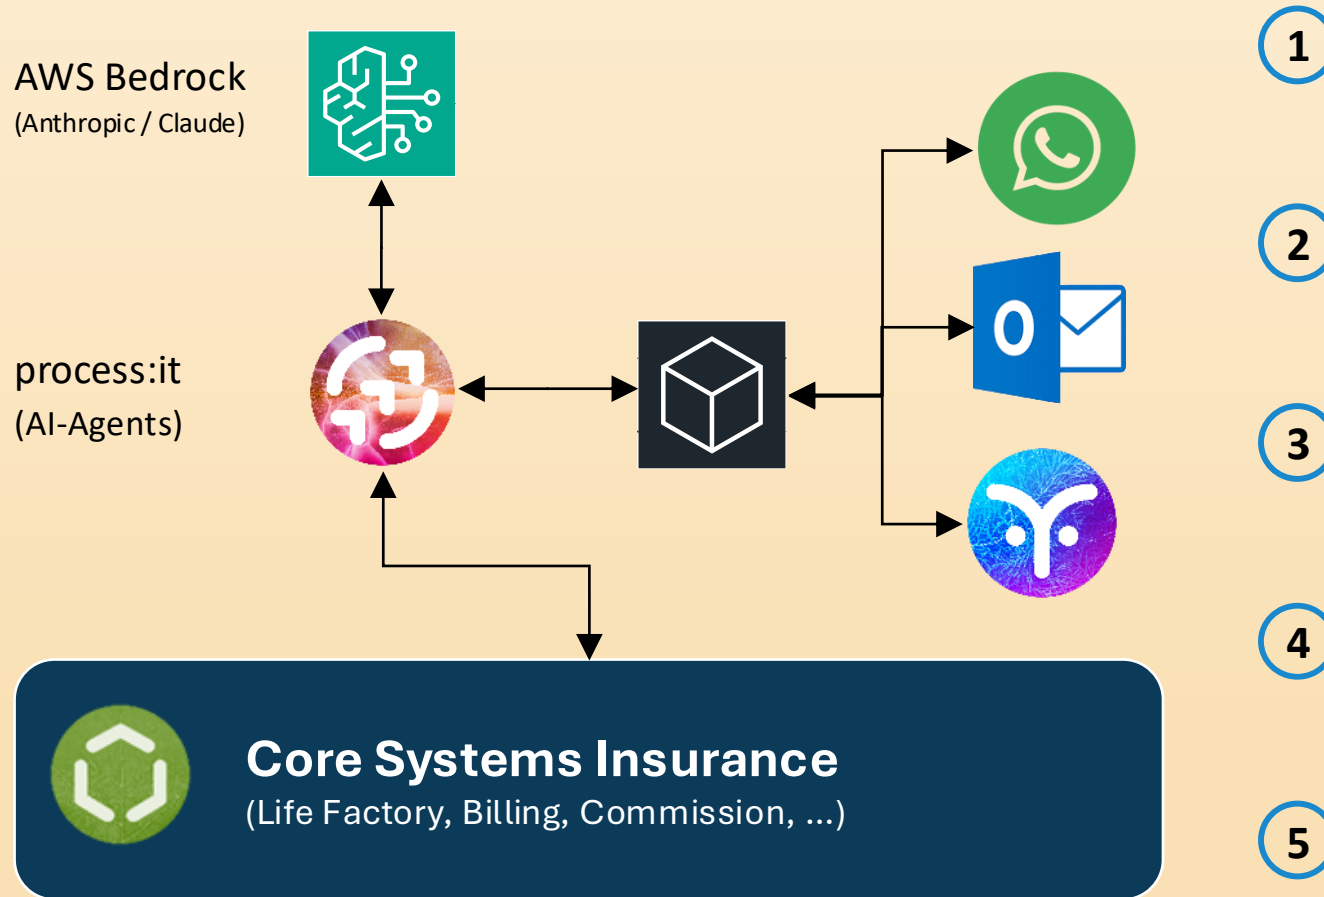 AWS Bedrock
(Anthropic / Claude)
process:it
(AI-Agents)
O
Core Systems Insurance
(Life Factory, Billing, Commission, ...)
1
2
3
4
5